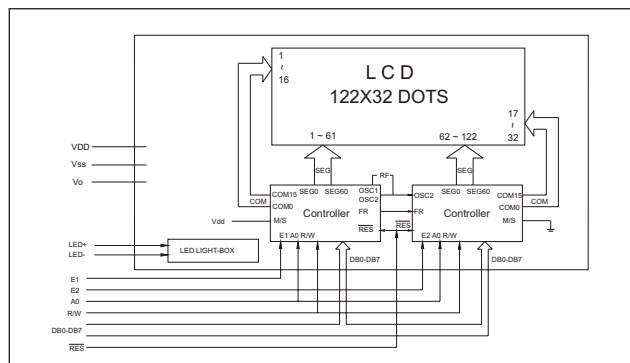 1
~
16
L C D
122X32 DOTS
17
~
32
1 ~ 61
62 ~ 122
VDD
Vss
Vo
SEG
RF
SEG
COM
COM15
COM0
M/S
SEG0 SEG60
OSC1
OSC2
FR
RES
Controller
E1 A0 R/W
OSC2
FR
RES
SEG0 SEG60
COM15
COM0
M/S
Controller
E2 A0 R/W
COM
Vdd
DB0-DB7
DB0-DB7
LED+
LED-
LED LIGHT-BOX
E1
E2
A0
R/W
DB0-DB7
RES